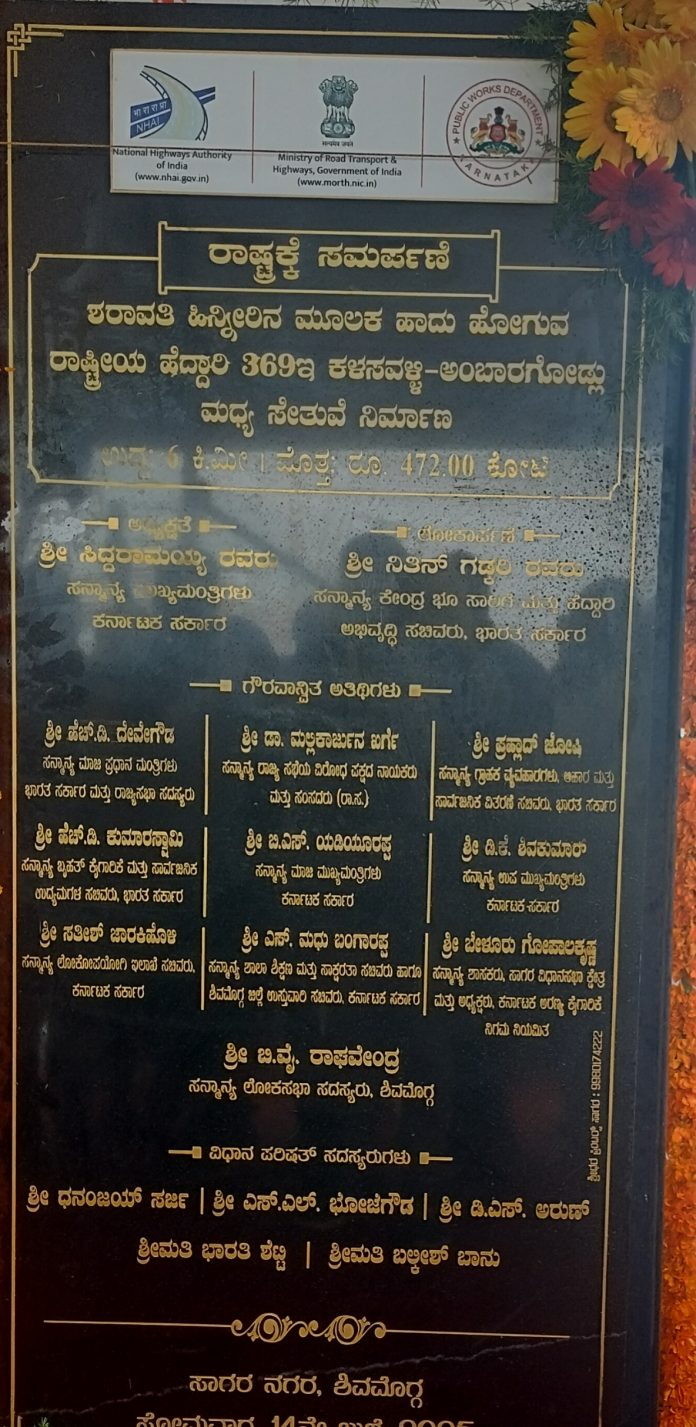 भा रा रा प्रा
NHAI
National Highways Authority
of India
(www.nhai.gov.in)
सत्यमेव जयते
Ministry of Road Transport &
Highways, Government of India
(www.morth.nic.in)
PUBLIC WORKS DEPARTMENT
KARNATAKA
ರಾಷ್ಟ್ರಕ್ಕೆ ಸಮರ್ಪಣೆ
ಶರಾವತಿ ಹಿನ್ನೀರಿನ ಮೂಲಕ ಹಾದು ಹೋಗುವ
ರಾಷ್ಟ್ರೀಯ ಹೆದ್ದಾರಿ 369ಇ ಕಳಸವಳ್ಳಿ-ಅಂಬಾರಗೋಡ್ಲು
ಮಧ್ಯ ಸೇತುವೆ ನಿರ್ಮಾಣ
ಉದ್ದ: 6 ಕಿ.ಮೀ | ಮೊತ್ತ: ರೂ. 472.00 ಕೋಟಿ
ಅಧ್ಯಕ್ಷತೆ
ಶ್ರೀ ಸಿದ್ದರಾಮಯ್ಯ ರವರು
ಸನ್ಮಾನ್ಯ ಮುಖ್ಯಮಂತ್ರಿಗಳು
ಕರ್ನಾಟಕ ಸರ್ಕಾರ
ಲೋಕಾರ್ಪಣೆ
ಶ್ರೀ ನಿತಿನ್ ಗಡ್ಕರಿ ರವರು
ಸನ್ಮಾನ್ಯ ಕೇಂದ್ರ ಭೂ ಸಾರಿಗೆ ಮತ್ತು ಹೆದ್ದಾರಿ
ಅಭಿವೃದ್ಧಿ ಸಚಿವರು, ಭಾರತ ಸರ್ಕಾರ
ಗೌರವಾನ್ವಿತ ಅತಿಥಿಗಳು
ಶ್ರೀ ಹೆಚ್.ಡಿ. ದೇವೇಗೌಡ
ಸನ್ಮಾನ್ಯ ಮಾಜಿ ಪ್ರಧಾನ ಮಂತ್ರಿಗಳು
ಭಾರತ ಸರ್ಕಾರ ಮತ್ತು ರಾಜ್ಯಸಭಾ ಸದಸ್ಯರು
ಶ್ರೀ ಡಾ. ಮಲ್ಲಿಕಾರ್ಜುನ ಖರ್ಗೆ
ಸನ್ಮಾನ್ಯ ರಾಜ್ಯ ಸಭೆಯ ವಿರೋಧ ಪಕ್ಷದ ನಾಯಕರು
ಮತ್ತು ಸಂಸದರು (ರಾ.ಸ.)
ಶ್ರೀ ಪ್ರಹ್ಲಾದ್ ಜೋಷಿ
ಸನ್ಮಾನ್ಯ ಗ್ರಾಹಕ ವ್ಯವಹಾರಗಳು, ಆಹಾರ ಮತ್ತು
ಸಾರ್ವಜನಿಕ ವಿತರಣೆ ಸಚಿವರು, ಭಾರತ ಸರ್ಕಾರ
ಶ್ರೀ ಹೆಚ್.ಡಿ. ಕುಮಾರಸ್ವಾಮಿ
ಸನ್ಮಾನ್ಯ ಬೃಹತ್ ಕೈಗಾರಿಕೆ ಮತ್ತು ಸಾರ್ವಜನಿಕ
ಉದ್ಯಮಗಳ ಸಚಿವರು, ಭಾರತ ಸರ್ಕಾರ
ಶ್ರೀ ಬಿ.ಎಸ್. ಯಡಿಯೂರಪ್ಪ
ಸನ್ಮಾನ್ಯ ಮಾಜಿ ಮುಖ್ಯಮಂತ್ರಿಗಳು
ಕರ್ನಾಟಕ ಸರ್ಕಾರ
ಶ್ರೀ ಡಿ.ಕೆ. ಶಿವಕುಮಾರ್
ಸನ್ಮಾನ್ಯ ಉಪ ಮುಖ್ಯಮಂತ್ರಿಗಳು
ಕರ್ನಾಟಕ ಸರ್ಕಾರ
ಶ್ರೀ ಸತೀಶ್ ಜಾರಕಿಹೊಳಿ
ಸನ್ಮಾನ್ಯ ಲೋಕೋಪಯೋಗಿ ಇಲಾಖೆ ಸಚಿವರು,
ಕರ್ನಾಟಕ ಸರ್ಕಾರ
ಶ್ರೀ ಎಸ್. ಮಧು ಬಂಗಾರಪ್ಪ
ಸನ್ಮಾನ್ಯ ಶಾಲಾ ಶಿಕ್ಷಣ ಮತ್ತು ಸಾಕ್ಷರತಾ ಸಚಿವರು ಹಾಗೂ
ಶಿವಮೊಗ್ಗ ಜಿಲ್ಲೆ ಉಸ್ತುವಾರಿ ಸಚಿವರು, ಕರ್ನಾಟಕ ಸರ್ಕಾರ
ಶ್ರೀ ಬೇಳೂರು ಗೋಪಾಲಕೃಷ್ಣ
ಸನ್ಮಾನ್ಯ ಶಾಸಕರು, ಸಾಗರ ವಿಧಾನಸಭಾ ಕ್ಷೇತ್ರ
ಮತ್ತು ಅಧ್ಯಕ್ಷರು, ಕರ್ನಾಟಕ ಅರಣ್ಯ ಕೈಗಾರಿಕೆ
ನಿಗಮ ನಿಯಮಿತ
ಶ್ರೀ ಬಿ.ವೈ. ರಾಘವೇಂದ್ರ
ಸನ್ಮಾನ್ಯ ಲೋಕಸಭಾ ಸದಸ್ಯರು, ಶಿವಮೊಗ್ಗ
ವಿಧಾನ ಪರಿಷತ್ ಸದಸ್ಯರುಗಳು
ಶ್ರೀ ಧನಂಜಯ್ ಸರ್ಜಿ | ಶ್ರೀ ಎಸ್.ಎಲ್. ಭೋಜೆಗೌಡ | ಶ್ರೀ ಡಿ.ಎಸ್. ಅರುಣ್
ಶ್ರೀಮತಿ ಭಾರತಿ ಶೆಟ್ಟಿ | ಶ್ರೀಮತಿ ಬಲ್ಕೀಶ್ ಬಾನು
ಸಾಗರ ನಗರ, ಶಿವಮೊಗ್ಗ
ಸೋಮವಾರ 14ನೇ ಜುಲೈ 2025
ಸಾಗರ : 9980174222